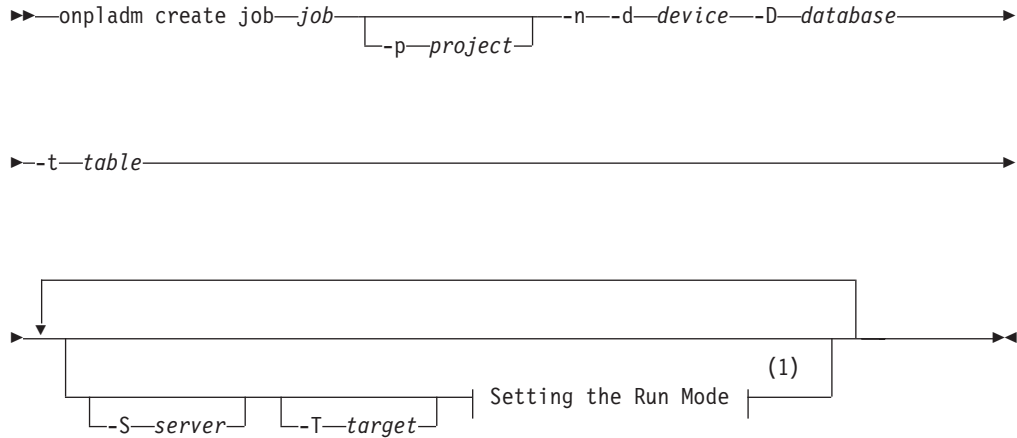 onpladm create job job -n -d device -D database
-p project
-t table
(1)
Setting the Run Mode
-S server -T target